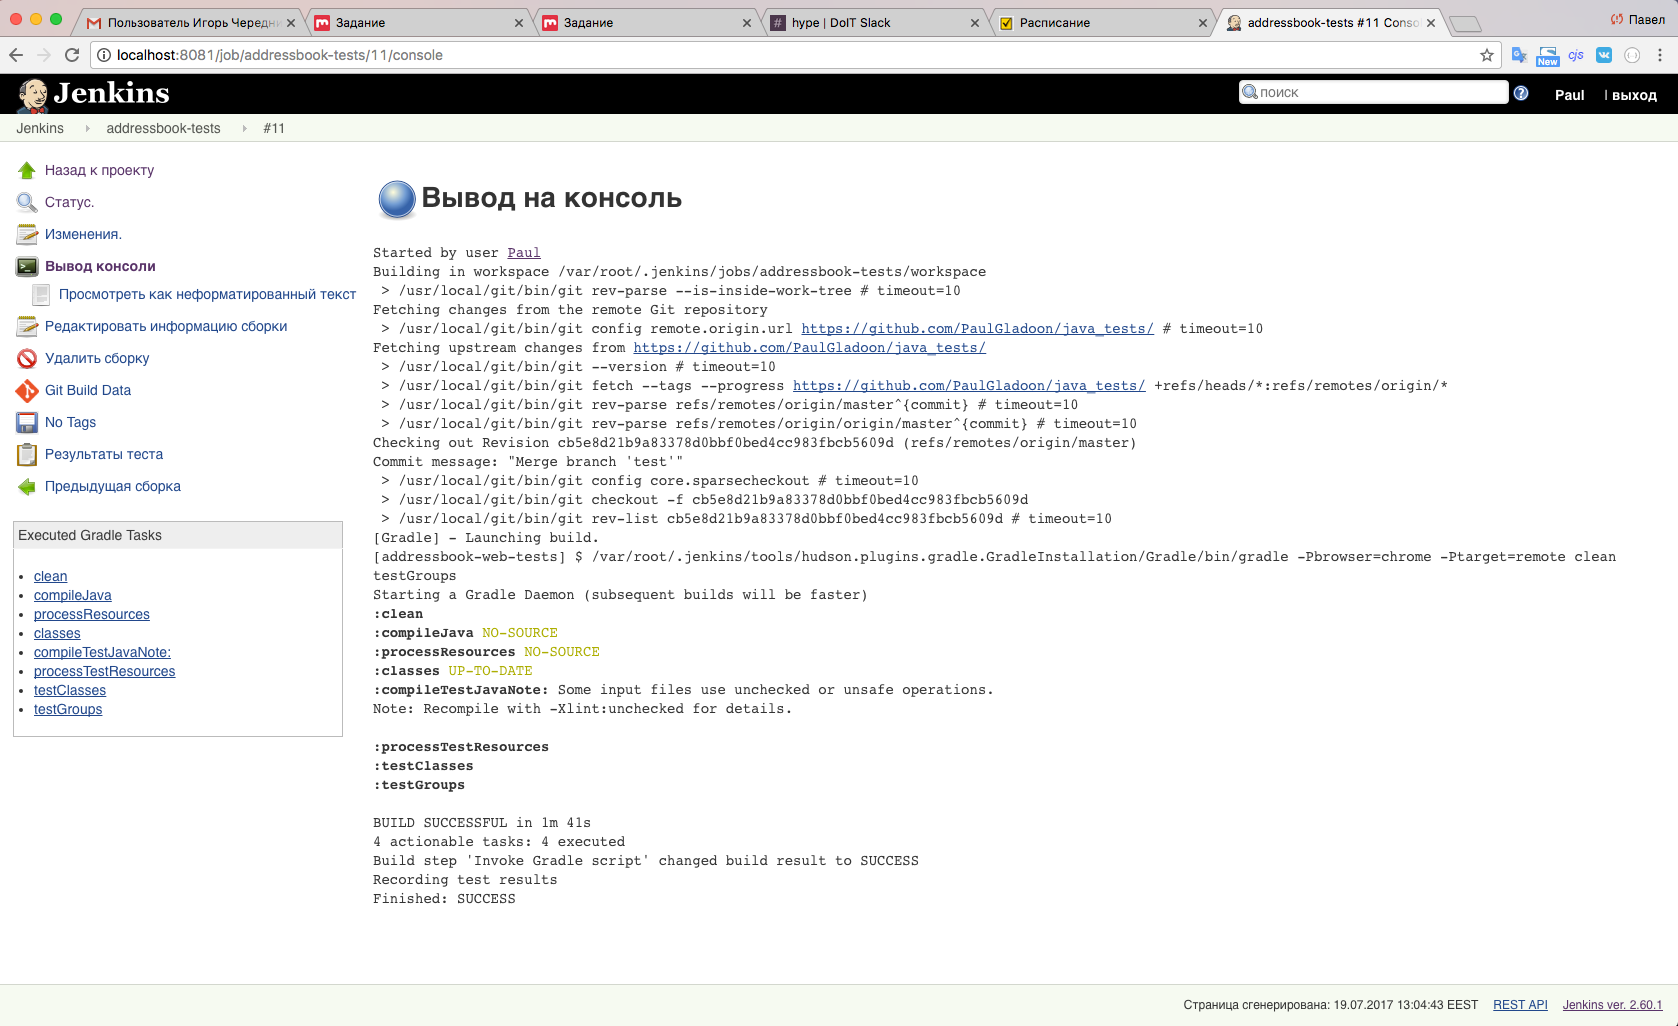 Пользователь Игорь Чередни
Задание
Задание
hype | DoIT Slack
Расписание
addressbook-tests #11 Conso
Павел
localhost:8081/job/addressbook-tests/11/console
New
cjs
Jenkins
поиск
Paul
| выход
Jenkins
addressbook-tests
#11
Назад к проекту
Статус.
Изменения.
Вывод консоли
Просмотреть как неформатированный текст
Редактировать информацию сборки
Удалить сборку
Git Build Data
No Tags
Результаты теста
Предыдущая сборка
Executed Gradle Tasks
clean
compileJava
processResources
classes
compileTestJavaNote:
processTestResources
testClasses
testGroups
Вывод на консоль
Started by user Paul
Building in workspace /var/root/.jenkins/jobs/addressbook-tests/workspace
> /usr/local/git/bin/git rev-parse --is-inside-work-tree # timeout=10
Fetching changes from the remote Git repository
> /usr/local/git/bin/git config remote.origin.url https://github.com/PaulGladoon/java_tests/ # timeout=10
Fetching upstream changes from https://github.com/PaulGladoon/java_tests/
> /usr/local/git/bin/git --version # timeout=10
> /usr/local/git/bin/git fetch --tags --progress https://github.com/PaulGladoon/java_tests/ +refs/heads/*:refs/remotes/origin/*
> /usr/local/git/bin/git rev-parse refs/remotes/origin/master^{commit} # timeout=10
> /usr/local/git/bin/git rev-parse refs/remotes/origin/origin/master^{commit} # timeout=10
Checking out Revision cb5e8d21b9a83378d0bbf0bed4cc983fbcb5609d (refs/remotes/origin/master)
Commit message: "Merge branch 'test'"
> /usr/local/git/bin/git config core.sparsecheckout # timeout=10
> /usr/local/git/bin/git checkout -f cb5e8d21b9a83378d0bbf0bed4cc983fbcb5609d
> /usr/local/git/bin/git rev-list cb5e8d21b9a83378d0bbf0bed4cc983fbcb5609d # timeout=10
[Gradle] - Launching build.
[addressbook-web-tests] $ /var/root/.jenkins/tools/hudson.plugins.gradle.GradleInstallation/Gradle/bin/gradle -Pbrowser=chrome -Ptarget=remote clean
testGroups
Starting a Gradle Daemon (subsequent builds will be faster)
:clean
:compileJava NO-SOURCE
:processResources NO-SOURCE
:classes UP-TO-DATE
:compileTestJavaNote: Some input files use unchecked or unsafe operations.
Note: Recompile with -Xlint:unchecked for details.
:processTestResources
:testClasses
:testGroups
BUILD SUCCESSFUL in 1m 41s
4 actionable tasks: 4 executed
Build step 'Invoke Gradle script' changed build result to SUCCESS
Recording test results
Finished: SUCCESS
Страница сгенерирована: 19.07.2017 13:04:43 EEST
REST API
Jenkins ver. 2.60.1